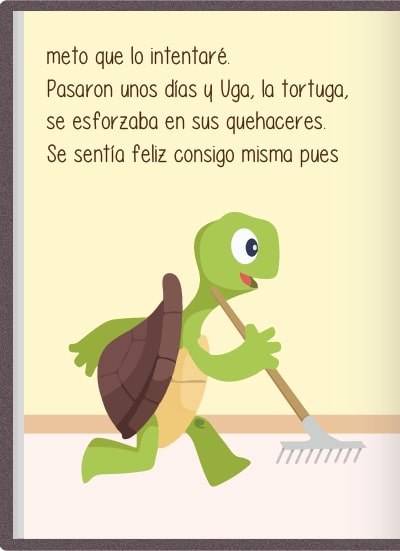 meto que lo intentaré.
Pasaron unos días y Uga, la tortuga,
se esforzaba en sus quehaceres.
Se sentía feliz consigo misma pues